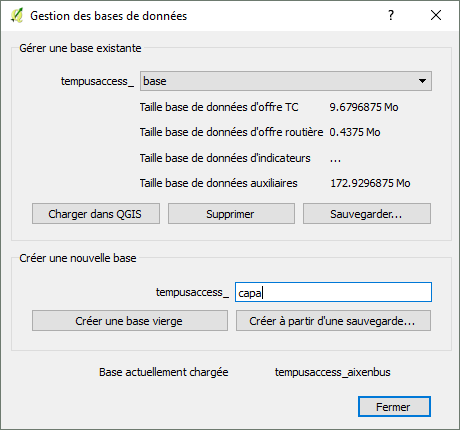 Gestion des bases de données
Gérer une base existante
tempusaccess_ base
Taille base de données d'offre TC 9.6796875 Mo
Taille base de données d'offre routière 0.4375 Mo
Taille base de données d'indicateurs ...
Taille base de données auxiliaires 172.9296875 Mo
Charger dans QGIS Supprimer Sauvegarder...
Créer une nouvelle base
tempusaccess_ capa
Créer une base vierge Créer à partir d'une sauvegarde...
Base actuellement chargée tempusaccess_aixenbus
Fermer